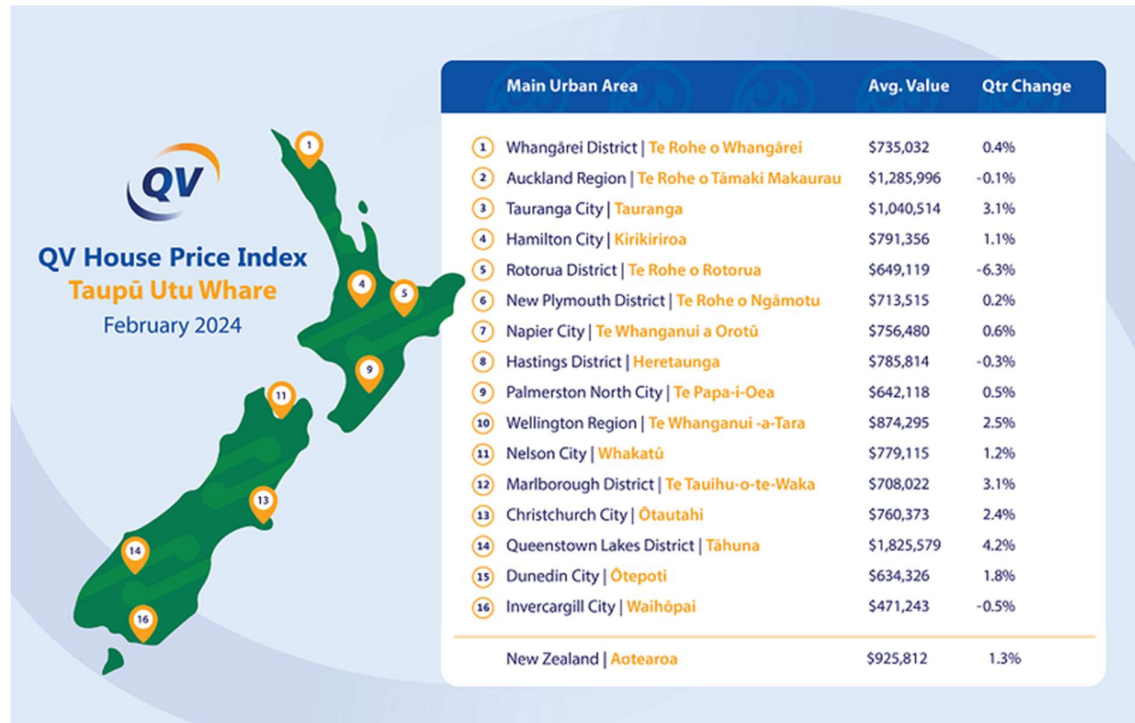 QV
QV House Price Index
Taupū Utu Whare
February 2024
1
4
5
9
11
13
14
16
Main Urban Area Avg. Value Qtr Change
1 Whangārei District | Te Rohe o Whangārei $735,032 0.4%
2 Auckland Region | Te Rohe o Tāmaki Makaurau $1,285,996 -0.1%
3 Tauranga City | Tauranga $1,040,514 3.1%
4 Hamilton City | Kirikiriroa $791,356 1.1%
5 Rotorua District | Te Rohe o Rotorua $649,119 -6.3%
6 New Plymouth District | Te Rohe o Ngāmotu $713,515 0.2%
7 Napier City | Te Whanganui a Orotū $756,480 0.6%
8 Hastings District | Heretaunga $785,814 -0.3%
9 Palmerston North City | Te Papa-i-Oea $642,118 0.5%
10 Wellington Region | Te Whanganui -a-Tara $874,295 2.5%
11 Nelson City | Whakatū $779,115 1.2%
12 Marlborough District | Te Tauihu-o-te-Waka $708,022 3.1%
13 Christchurch City | Ōtautahi $760,373 2.4%
14 Queenstown Lakes District | Tāhuna $1,825,579 4.2%
15 Dunedin City | Ōtepoti $634,326 1.8%
16 Invercargill City | Waihōpai $471,243 -0.5%
New Zealand | Aotearoa $925,812 1.3%